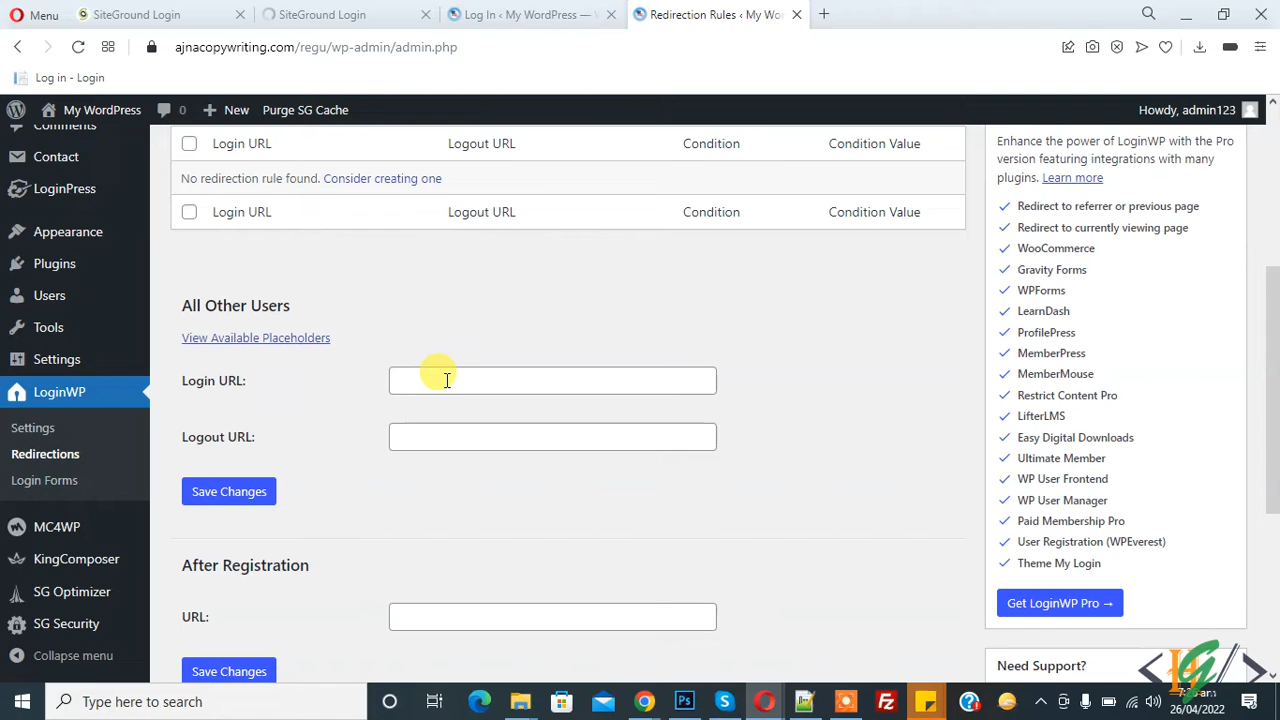 Menu
SiteGround Login
SiteGround Login
Log In ‹ My WordPress —
Redirection Rules ‹ My Wo
ajnacopywriting.com/regu/wp-admin/admin.php
Log in - Login
My WordPress
0
New
Purge SG Cache
Howdy, admin123
Comments
Contact
LoginPress
Appearance
Plugins
Users
Tools
Settings
LoginWP
Settings
Redirections
Login Forms
MC4WP
KingComposer
SG Optimizer
SG Security
Collapse menu
Login URL Logout URL Condition Condition Value
No redirection rule found. Consider creating one
Login URL Logout URL Condition Condition Value
All Other Users
View Available Placeholders
Login URL:
Logout URL:
Save Changes
After Registration
URL:
Save Changes
Enhance the power of LoginWP with the Pro
version featuring integrations with many
plugins. Learn more
Redirect to referrer or previous page
Redirect to currently viewing page
WooCommerce
Gravity Forms
WPForms
LearnDash
ProfilePress
MemberPress
MemberMouse
Restrict Content Pro
LifterLMS
Easy Digital Downloads
Ultimate Member
WP User Frontend
WP User Manager
Paid Membership Pro
User Registration (WPEverest)
Theme My Login
Get LoginWP Pro →
Need Support?
Type here to search
26/04/2022